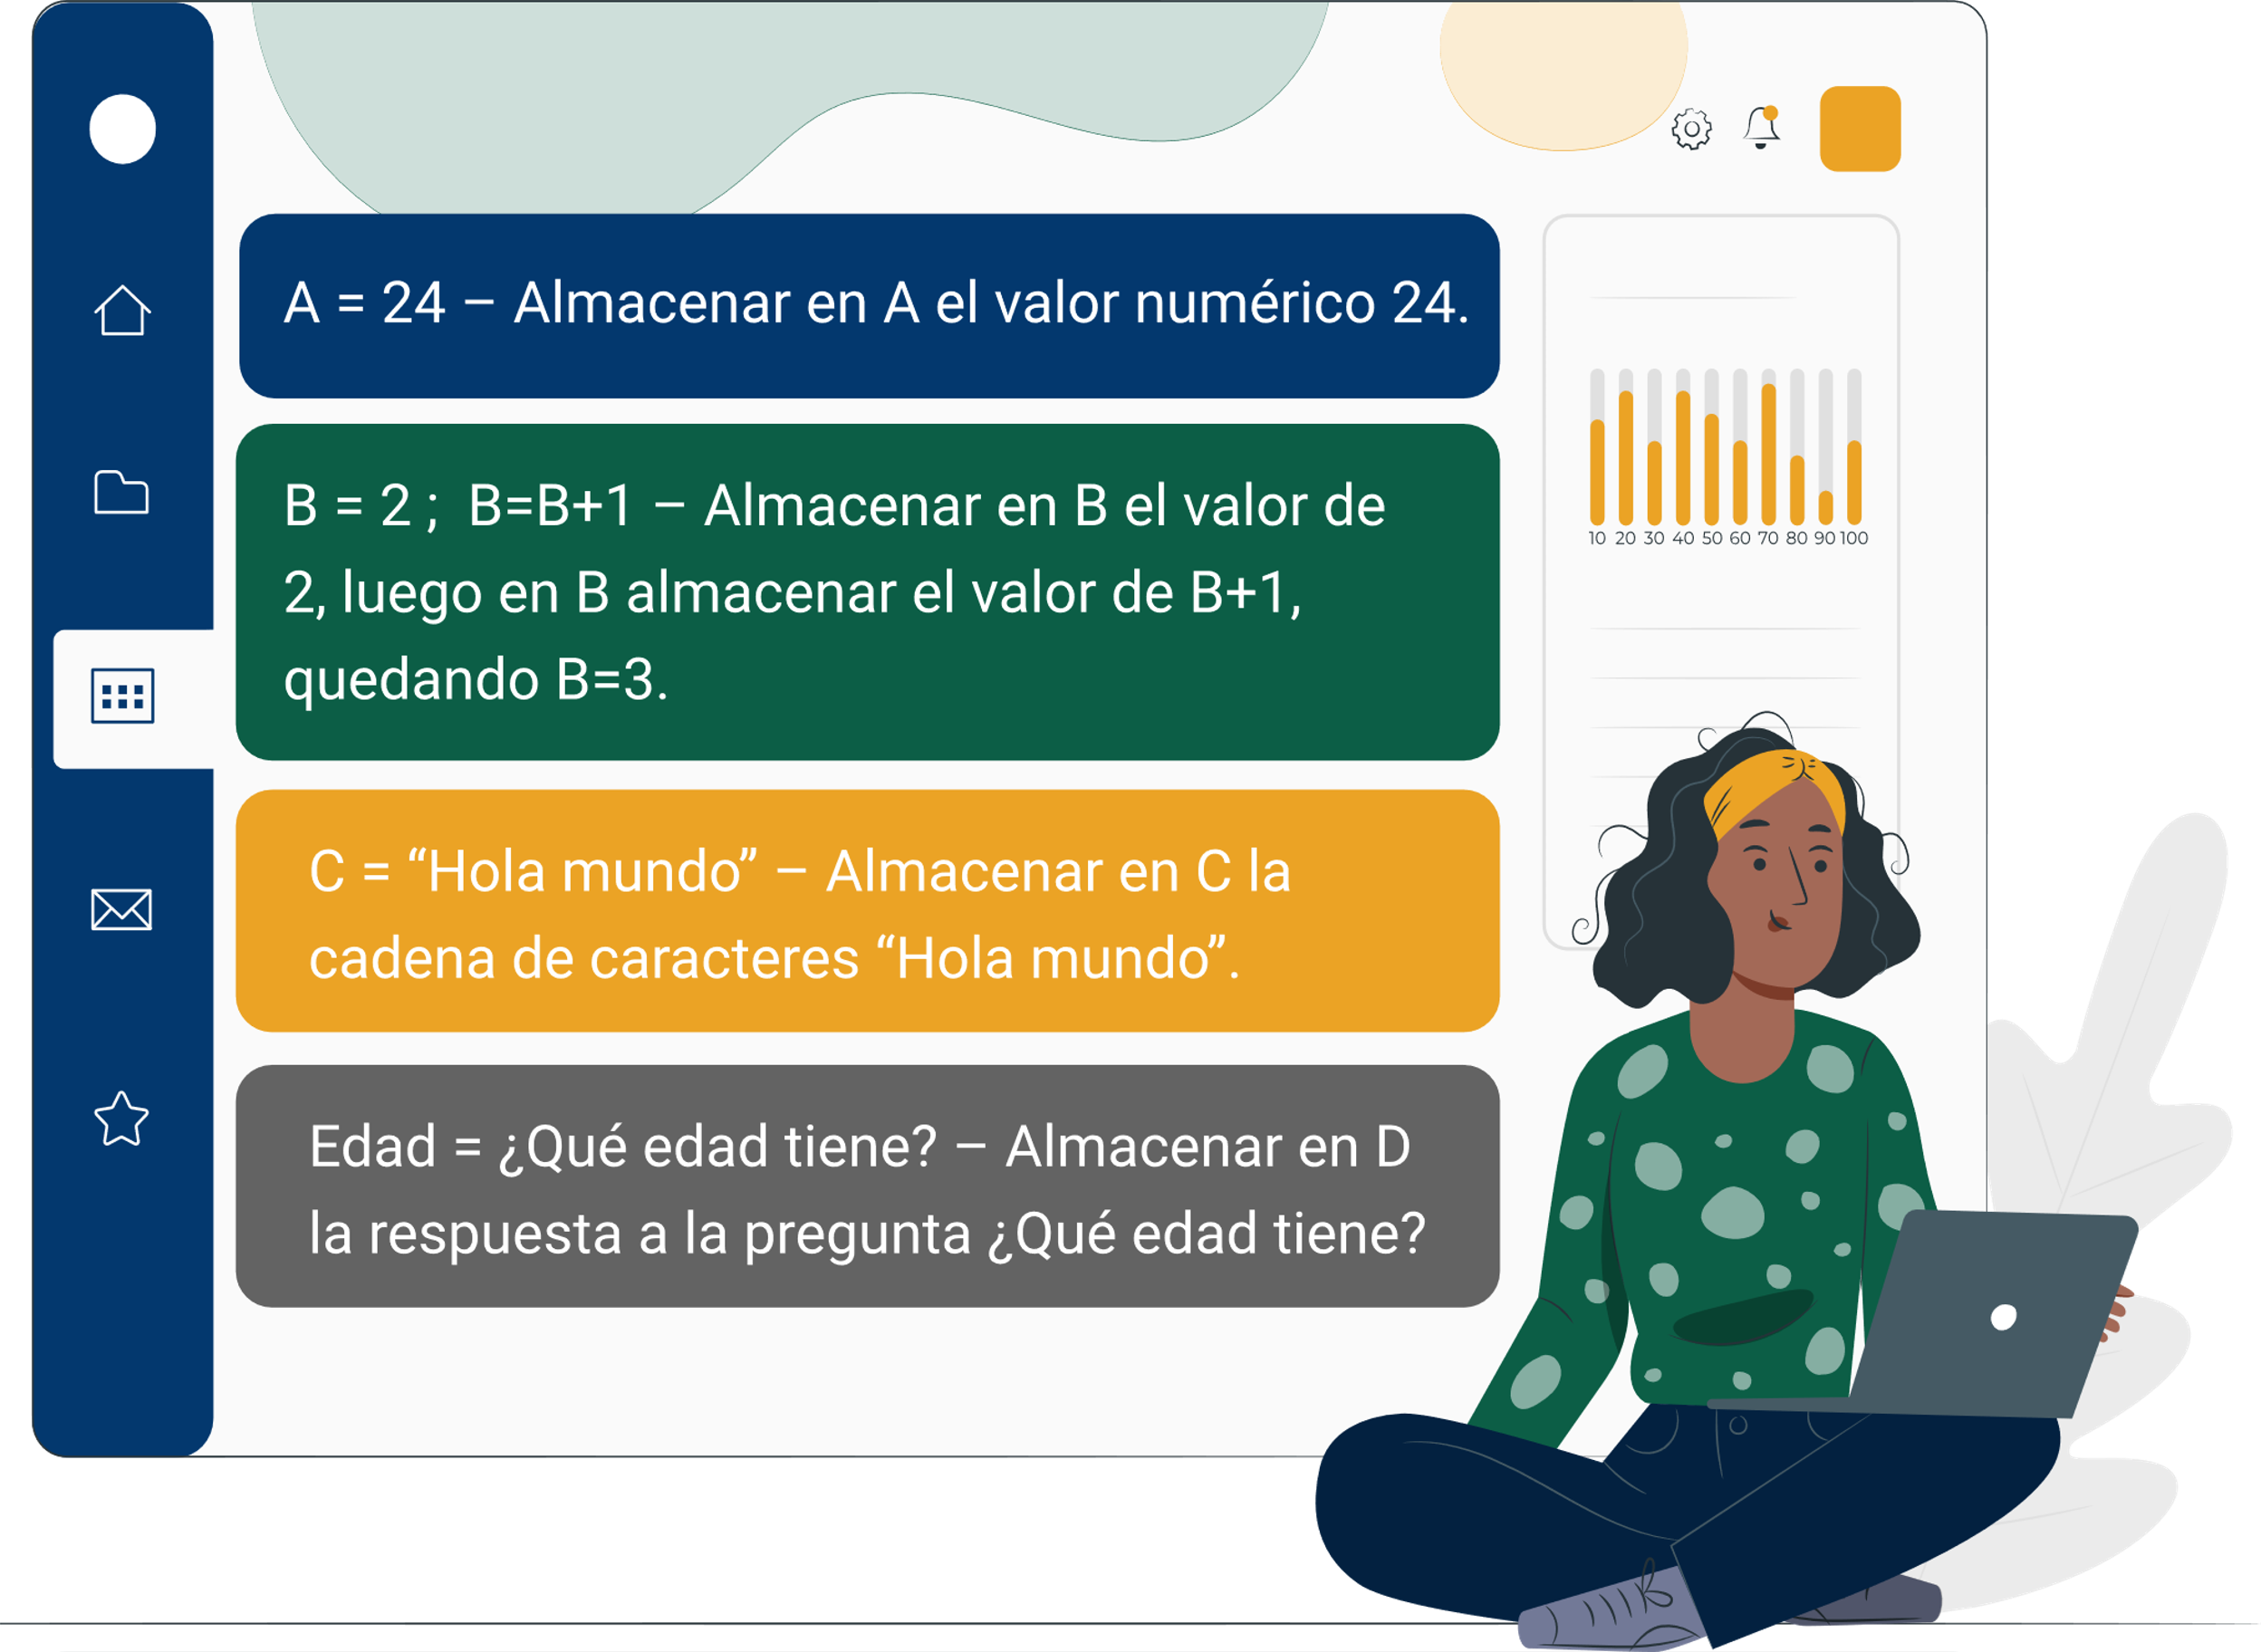 A = 24 – Almacenar en A el valor numérico 24.
B = 2 ; B=B+1 – Almacenar en B el valor de
2, luego en B almacenar el valor de B+1,
quedando B=3.
C = “Hola mundo” – Almacenar en C la
cadena de caracteres “Hola mundo”.
Edad = ¿Qué edad tiene? – Almacenar en D
la respuesta a la pregunta ¿Qué edad tiene?
10 20 30 40 50 60 70 80 90 100